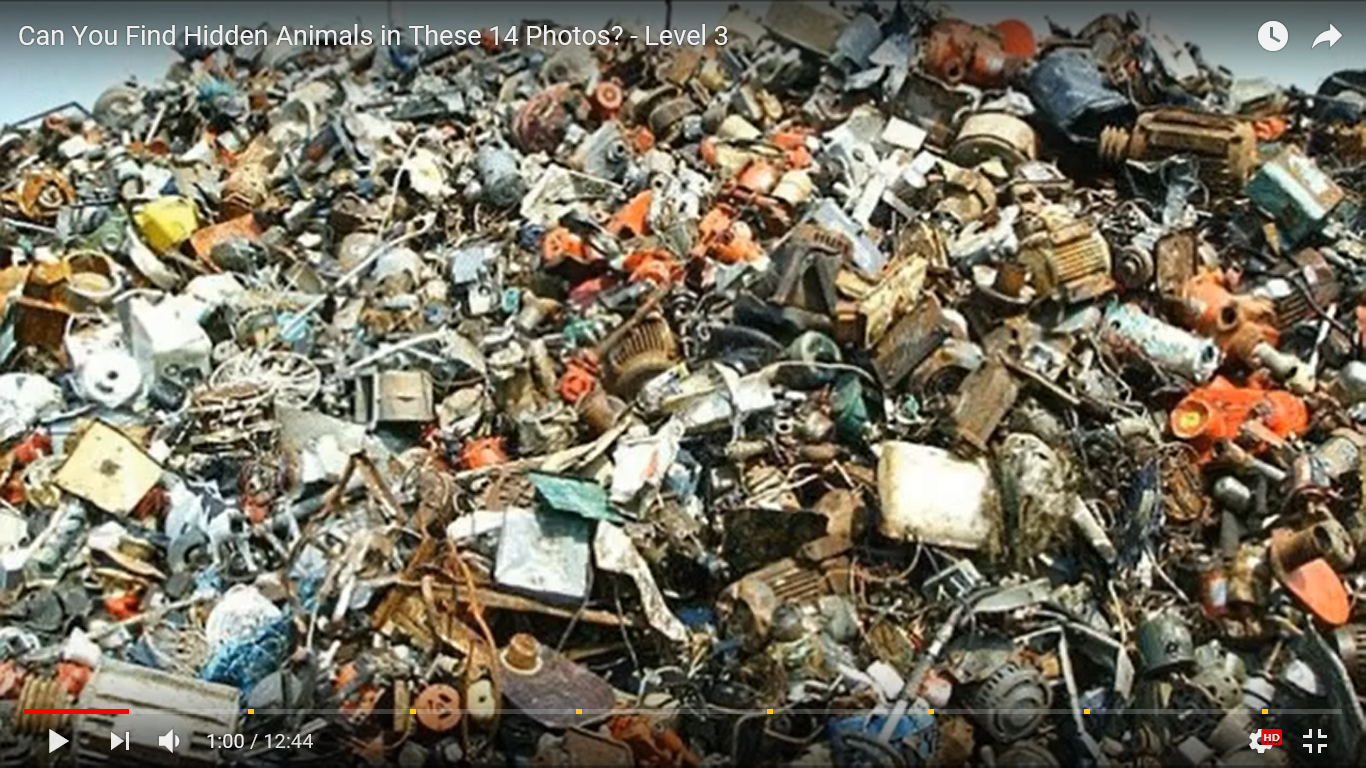 Can You Find Hidden Animals in These 14 Photos? - Level 3
1:00 / 12:44
HD